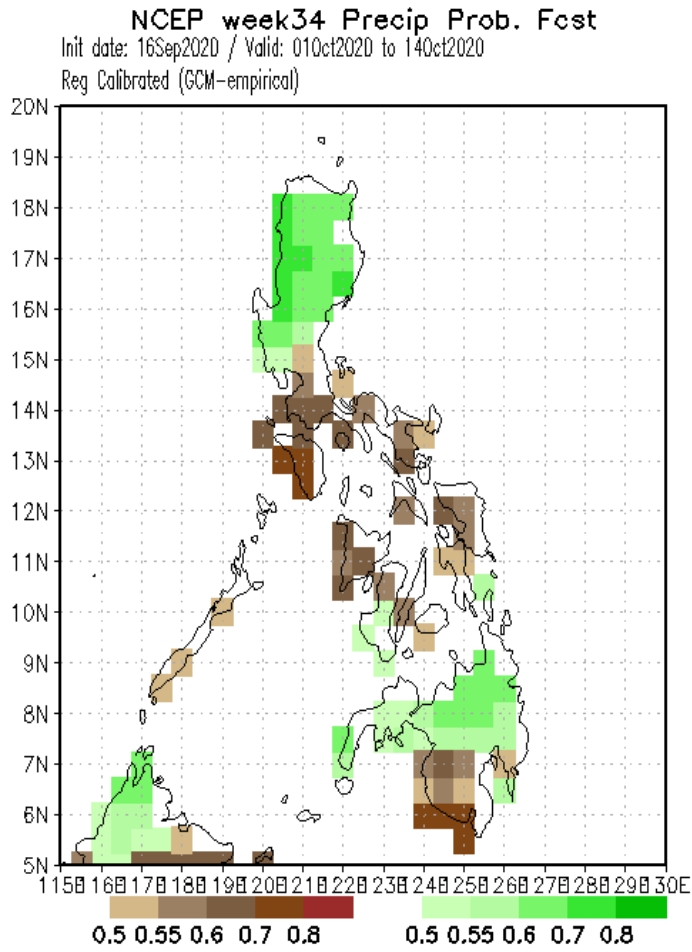 NCEP week34 Precip Prob. Fcst
Init date: 16Sep2020 / Valid: 01Oct2020 to 14Oct2020
Reg Calibrated (GCM-empirical)
20N
19N
18N
17N
16N
15N
14N
13N
12N
11N
10N
9N
8N
7N
6N
5N
115E 116E 117E 118E 119E 120E 121E 122E 123E 124E 125E 126E 127E 128E 129E 130E
0.5 0.55 0.6 0.7 0.8 0.5 0.55 0.6 0.7 0.8